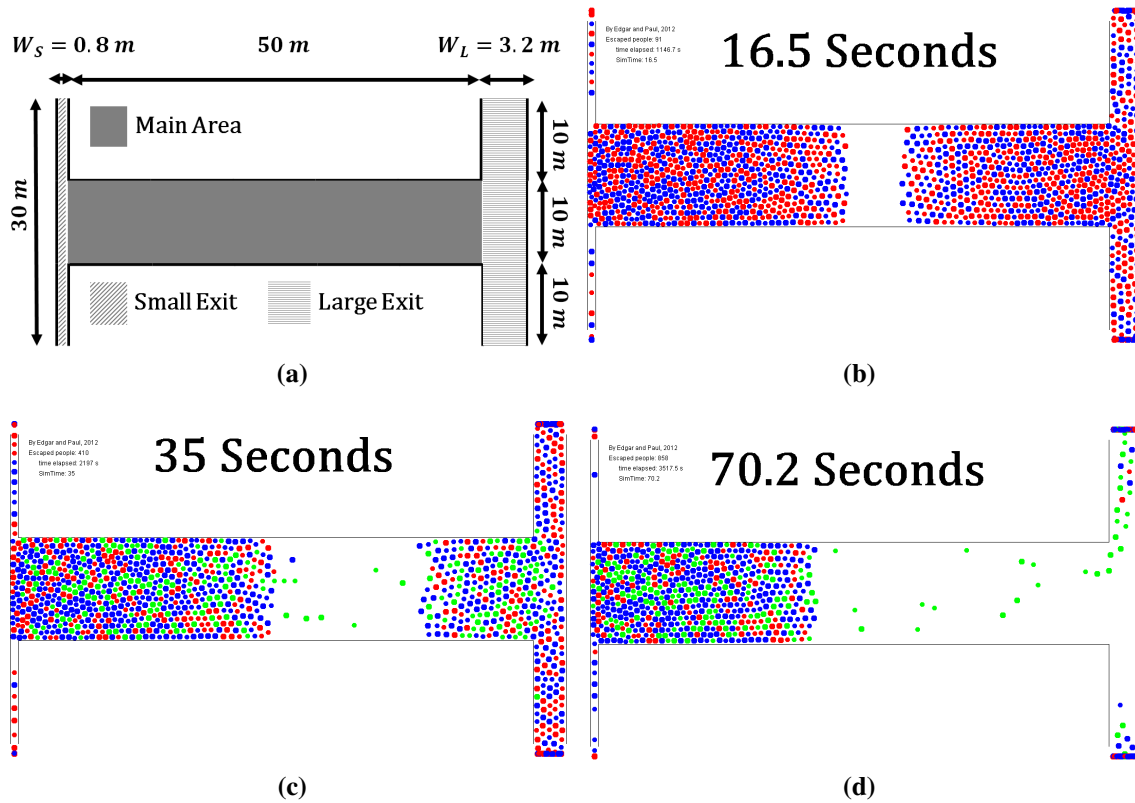 W_S = 0.8 m
50 m
W_L = 3.2 m
Main Area
30 m
10 m
10 m
10 m
Small Exit
Large Exit
(a)
By Edgar and Paul, 2012
Escaped people: 91
time elapsed: 1146.7 s
SimTime: 16.5
16.5 Seconds
(b)
By Edgar and Paul, 2012
Escaped people: 410
time elapsed: 2197 s
SimTime: 35
35 Seconds
(c)
By Edgar and Paul, 2012
Escaped people: 858
time elapsed: 3517.5 s
SimTime: 70.2
70.2 Seconds
(d)